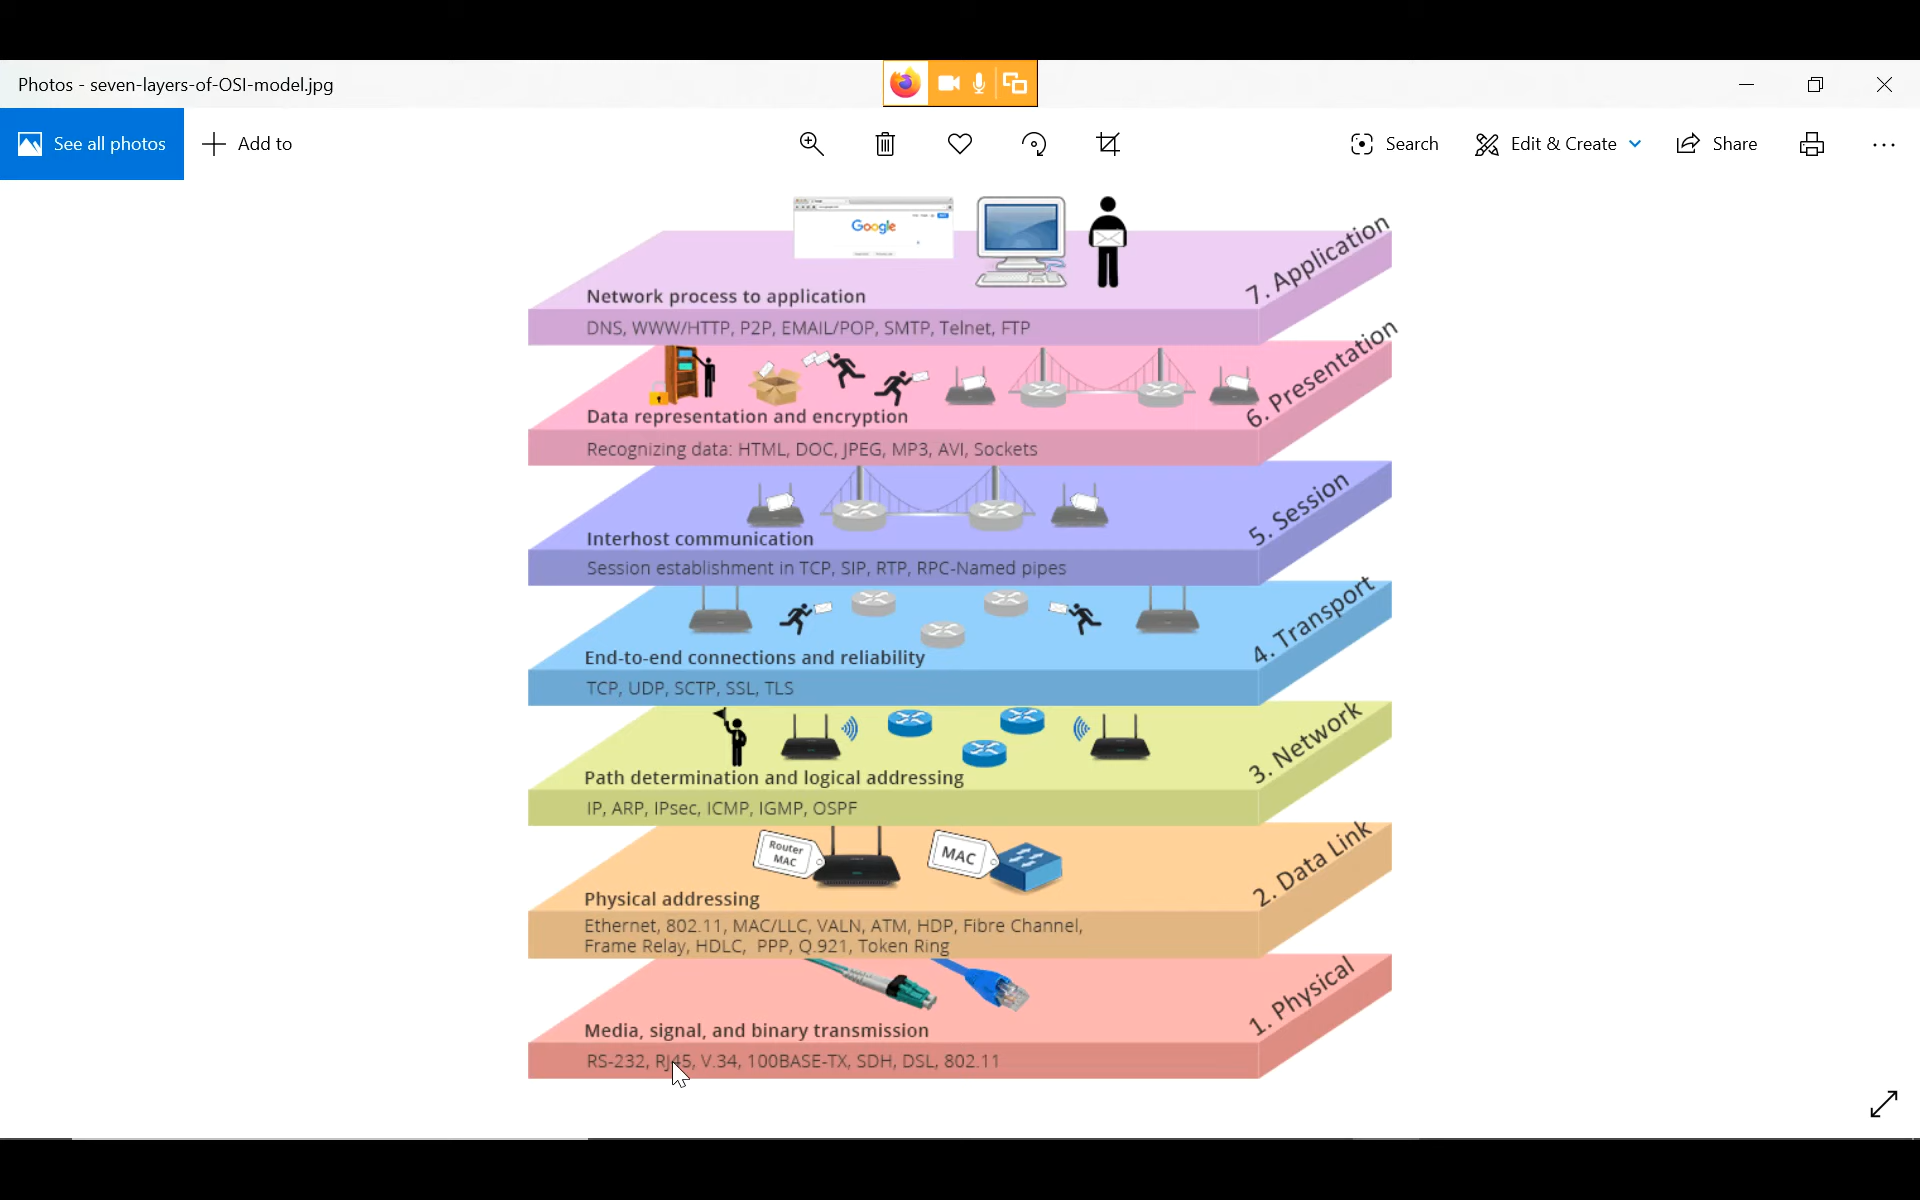 Photos - seven-layers-of-OSI-model.jpg
See all photos
Add to
Search
Edit & Create
Share
Google
7. Application
Network process to application
DNS, WWW/HTTP, P2P, EMAIL/POP, SMTP, Telnet, FTP
6. Presentation
Data representation and encryption
Recognizing data: HTML, DOC, JPEG, MP3, AVI, Sockets
5. Session
Interhost communication
Session establishment in TCP, SIP, RTP, RPC-Named pipes
4. Transport
End-to-end connections and reliability
TCP, UDP, SCTP, SSL, TLS
3. Network
Path determination and logical addressing
IP, ARP, IPsec, ICMP, IGMP, OSPF
2. Data Link
Router
MAC
MAC
Physical addressing
Ethernet, 802.11, MAC/LLC, VALN, ATM, HDP, Fibre Channel,
Frame Relay, HDLC, PPP, Q.921, Token Ring
1. Physical
Media, signal, and binary transmission
RS-232, RJ45, V.34, 100BASE-TX, SDH, DSL, 802.11